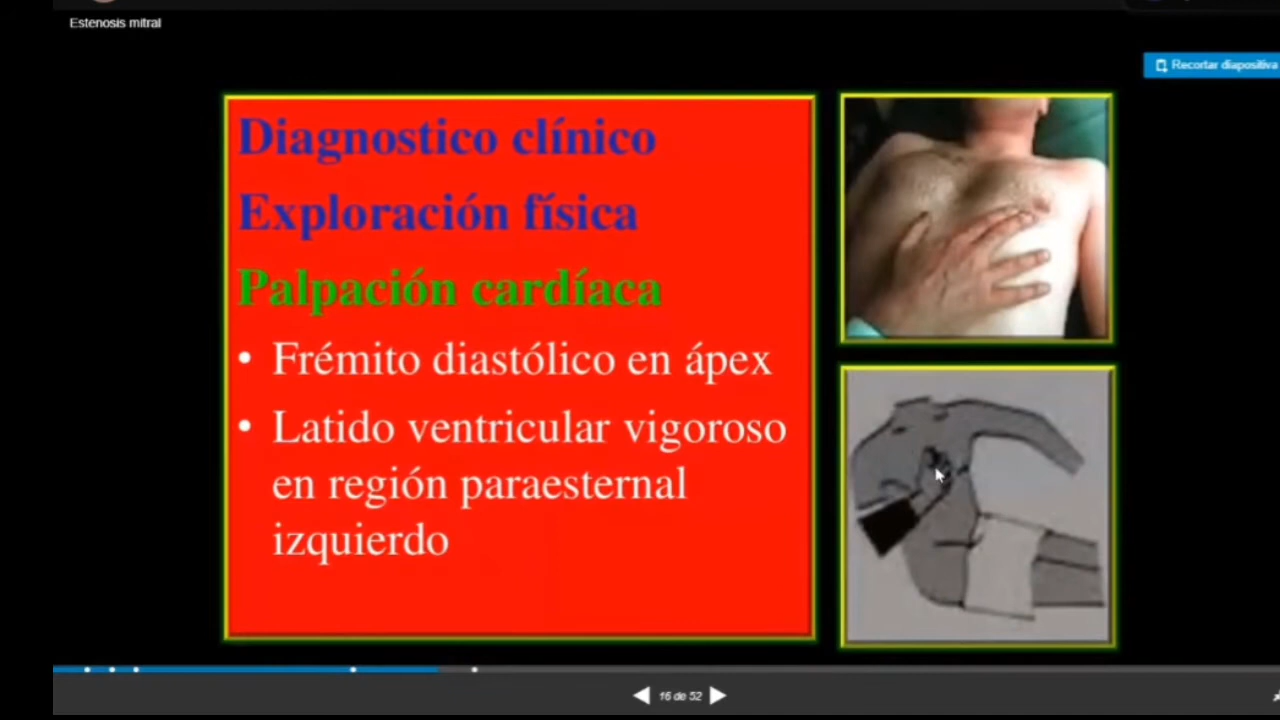 Estenosis mitral
Recortar diapositiva
Diagnostico clínico
Exploración física
Palpación cardíaca
• Frémito diastólico en ápex
• Latido ventricular vigoroso
en región paraesternal
izquierdo
16 de 52